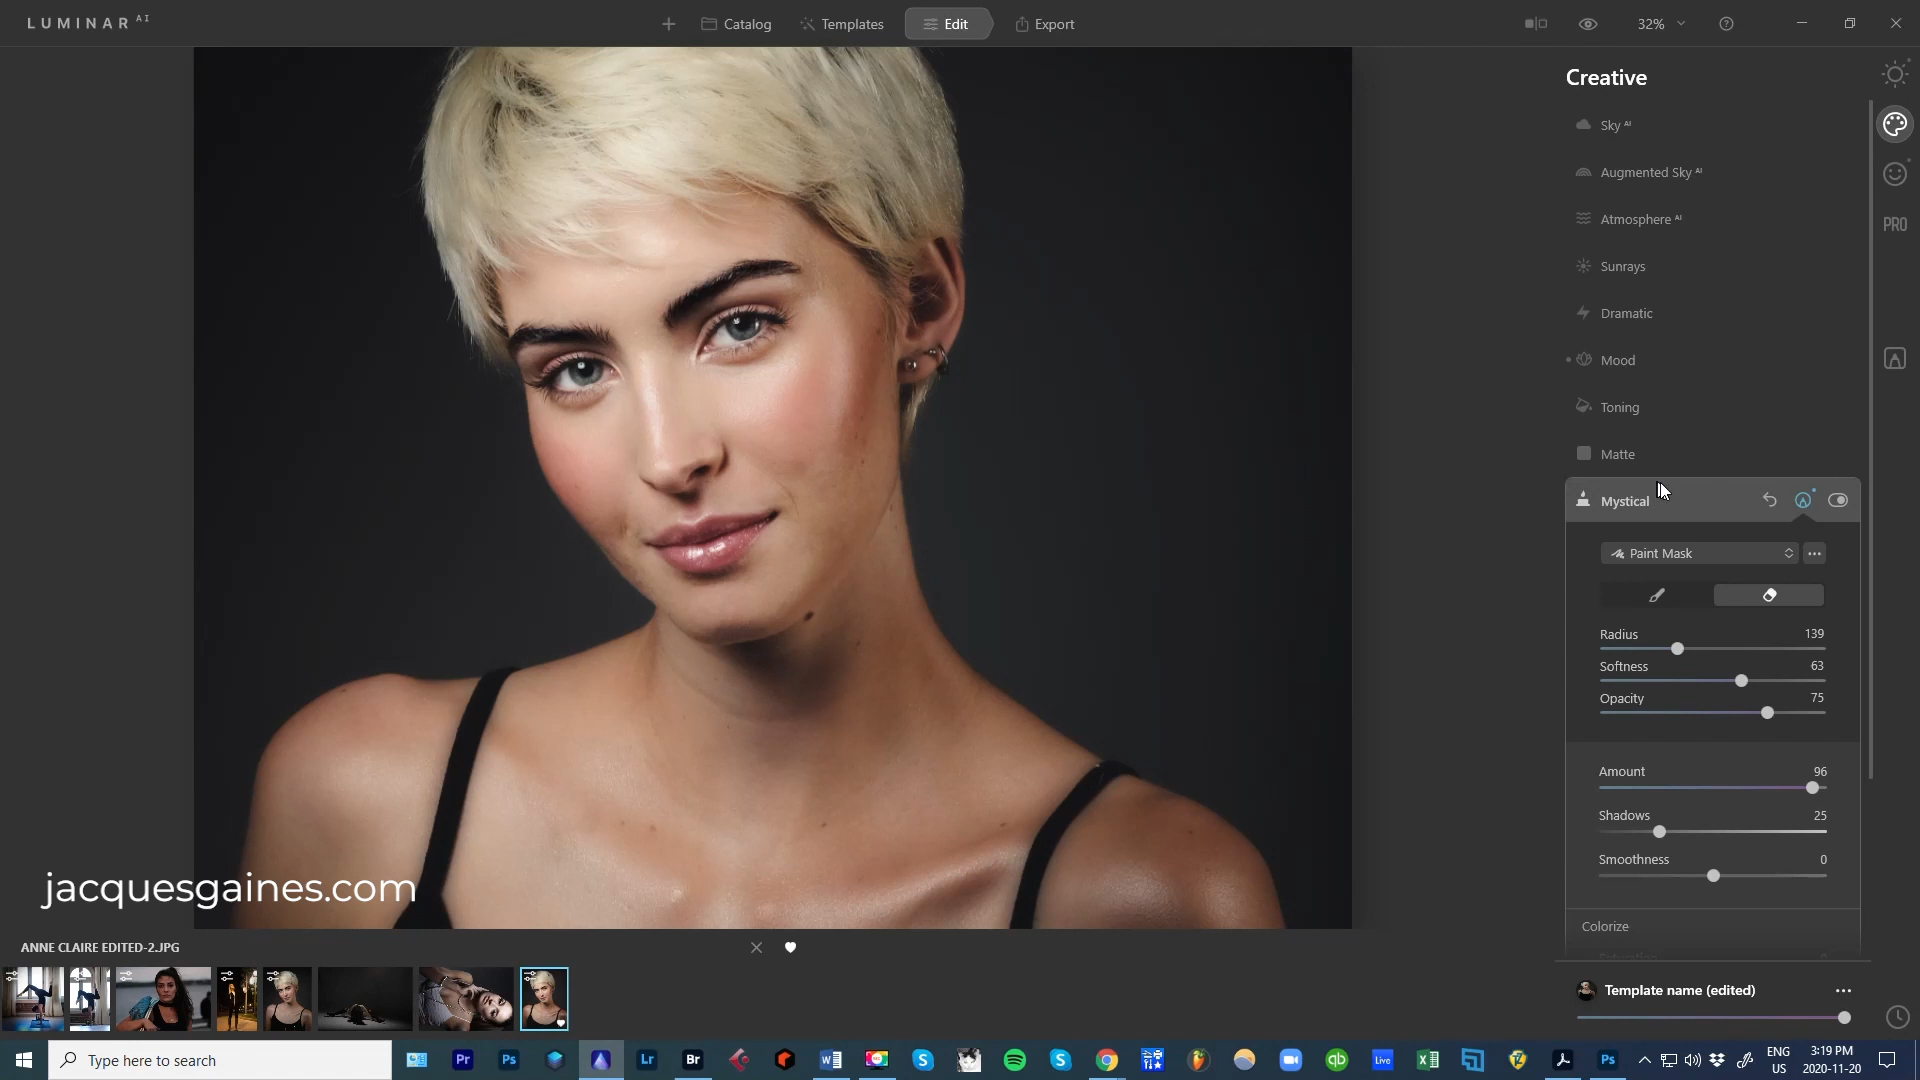 LUMINAR AI
Catalog
Templates
Edit
Export
32%
Creative
Sky AI
Augmented Sky AI
Atmosphere AI
Sunrays
Dramatic
Mood
Toning
Matte
Mystical
PRO
Paint Mask
Radius 139
Softness 63
Opacity 75
Amount 96
Shadows 25
Smoothness 0
Colorize
jacquesgaines.com
ANNE CLAIRE EDITED-2.JPG
Template name (edited)
Type here to search
Pr
Ps
Lr
Br
qb
Live
Ps
ENG
US
3:19 PM
2020-11-20